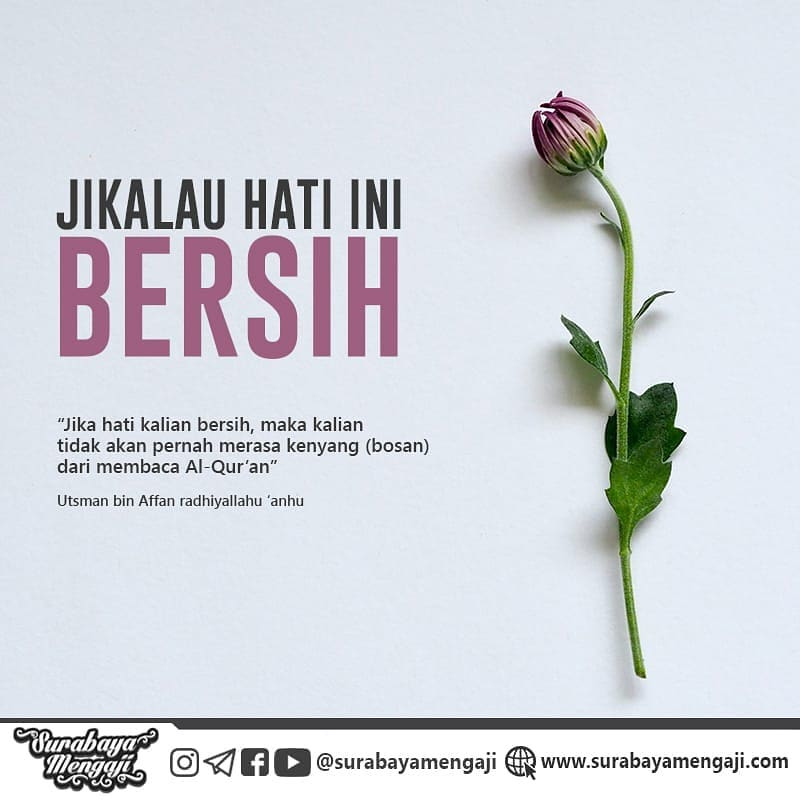 JIKALAU HATI INI
BERSIH
“Jika hati kalian bersih, maka kalian
tidak akan pernah merasa kenyang (bosan)
dari membaca Al-Qur’an”
Utsman bin Affan radhiyallahu ‘anhu
Surabaya
Mengaji
@surabayamengaji www.surabayamengaji.com